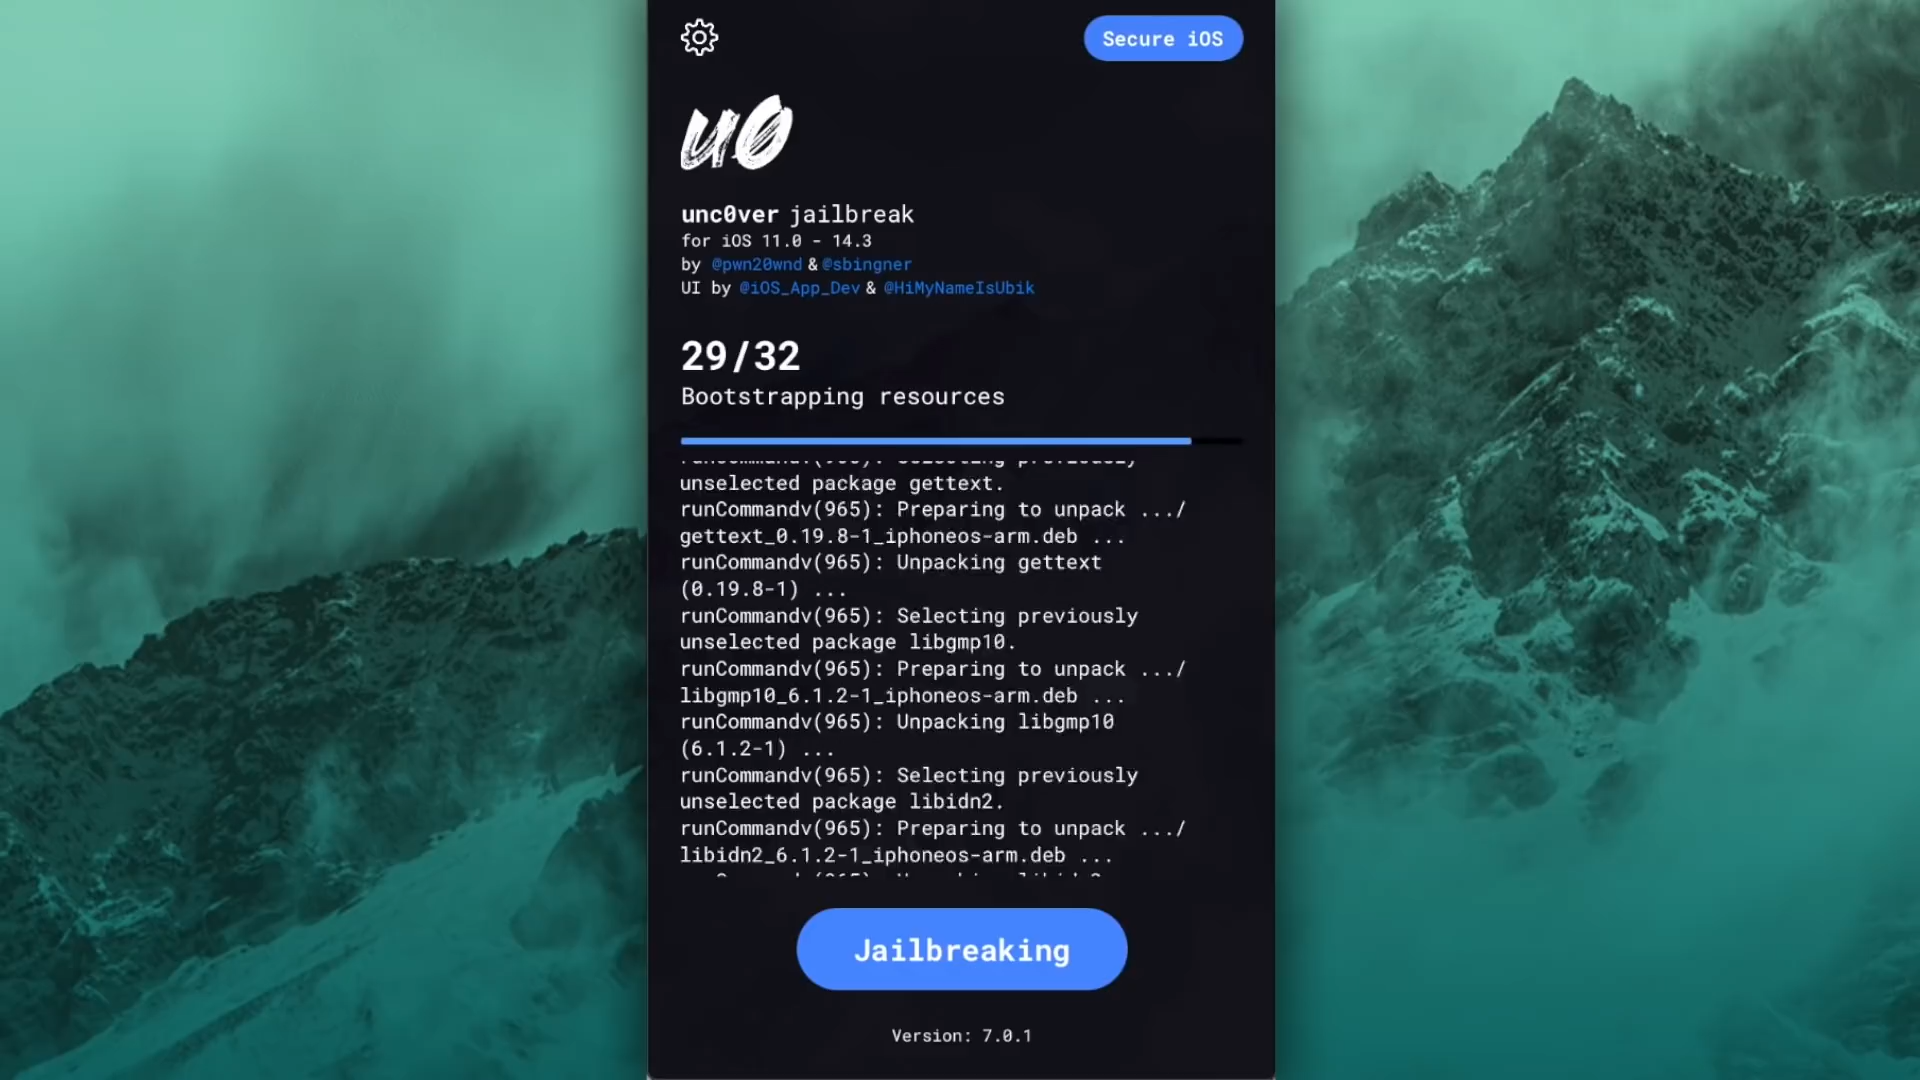 Secure iOS
u0
unc0ver jailbreak
for iOS 11.0 - 14.3
by @pwn20wnd & @sbingner
UI by @iOS_App_Dev & @HiMyNameIsUbik
29/32
Bootstrapping resources
runCommandv(965): Selecting previously
unselected package gettext.
runCommandv(965): Preparing to unpack .../
gettext_0.19.8-1_iphoneos-arm.deb ...
runCommandv(965): Unpacking gettext
(0.19.8-1) ...
runCommandv(965): Selecting previously
unselected package libgmp10.
runCommandv(965): Preparing to unpack .../
libgmp10_6.1.2-1_iphoneos-arm.deb ...
runCommandv(965): Unpacking libgmp10
(6.1.2-1) ...
runCommandv(965): Selecting previously
unselected package libidn2.
runCommandv(965): Preparing to unpack .../
libidn2_6.1.2-1_iphoneos-arm.deb ...
Jailbreaking
Version: 7.0.1